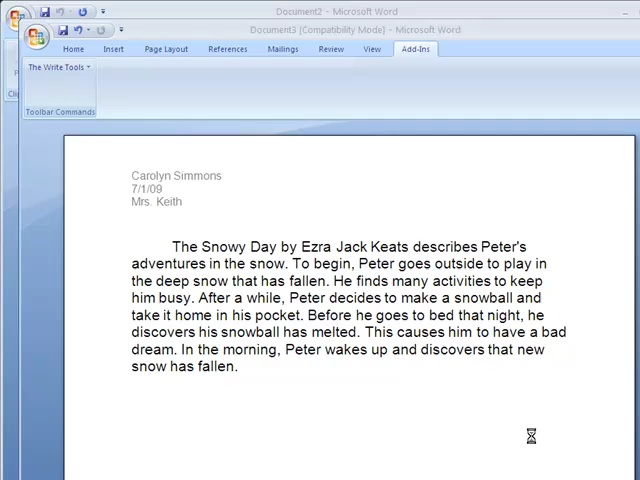 Document2 - Microsoft Word
Document3 [Compatibility Mode] - Microsoft Word
Home Insert Page Layout References Mailings Review View Add-Ins
The Write Tools
Toolbar Commands
Carolyn Simmons
7/1/09
Mrs. Keith
The Snowy Day by Ezra Jack Keats describes Peter's
adventures in the snow. To begin, Peter goes outside to play in
the deep snow that has fallen. He finds many activities to keep
him busy. After a while, Peter decides to make a snowball and
take it home in his pocket. Before he goes to bed that night, he
discovers his snowball has melted. This causes him to have a bad
dream. In the morning, Peter wakes up and discovers that new
snow has fallen.